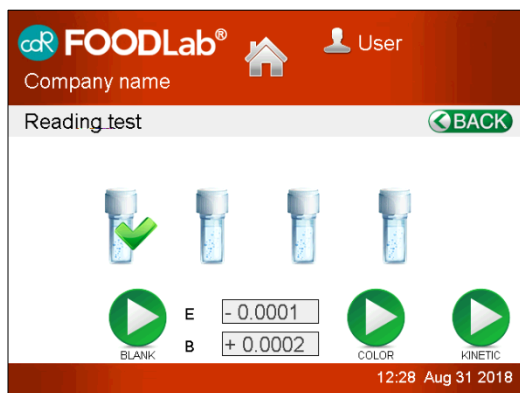 cdR FOODLab®
User
Company name
Reading test
BACK
E - 0.0001
B + 0.0002
BLANK
COLOR
KINETIC
12:28 Aug 31 2018